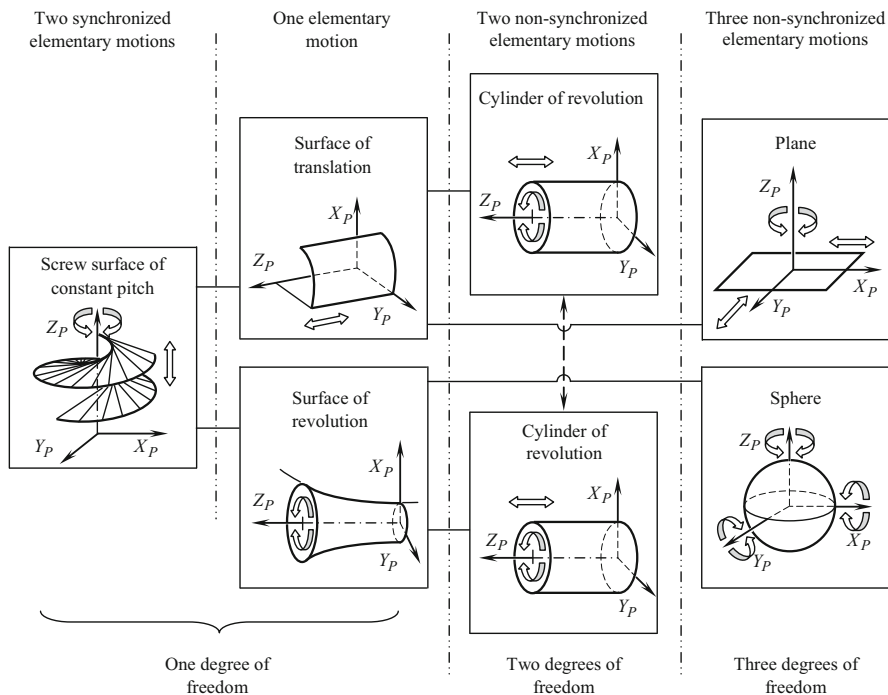 Two synchronized
elementary motions
One elementary
motion
Two non-synchronized
elementary motions
Three non-synchronized
elementary motions
Screw surface of
constant pitch
Z_P
Y_P
X_P
Surface of
translation
X_P
Z_P
Y_P
Surface of
revolution
X_P
Z_P
Y_P
Cylinder of revolution
X_P
Z_P
Y_P
Cylinder of
revolution
X_P
Z_P
Y_P
Plane
Z_P
X_P
Y_P
Sphere
Z_P
X_P
Y_P
One degree of
freedom
Two degrees of
freedom
Three degrees of
freedom